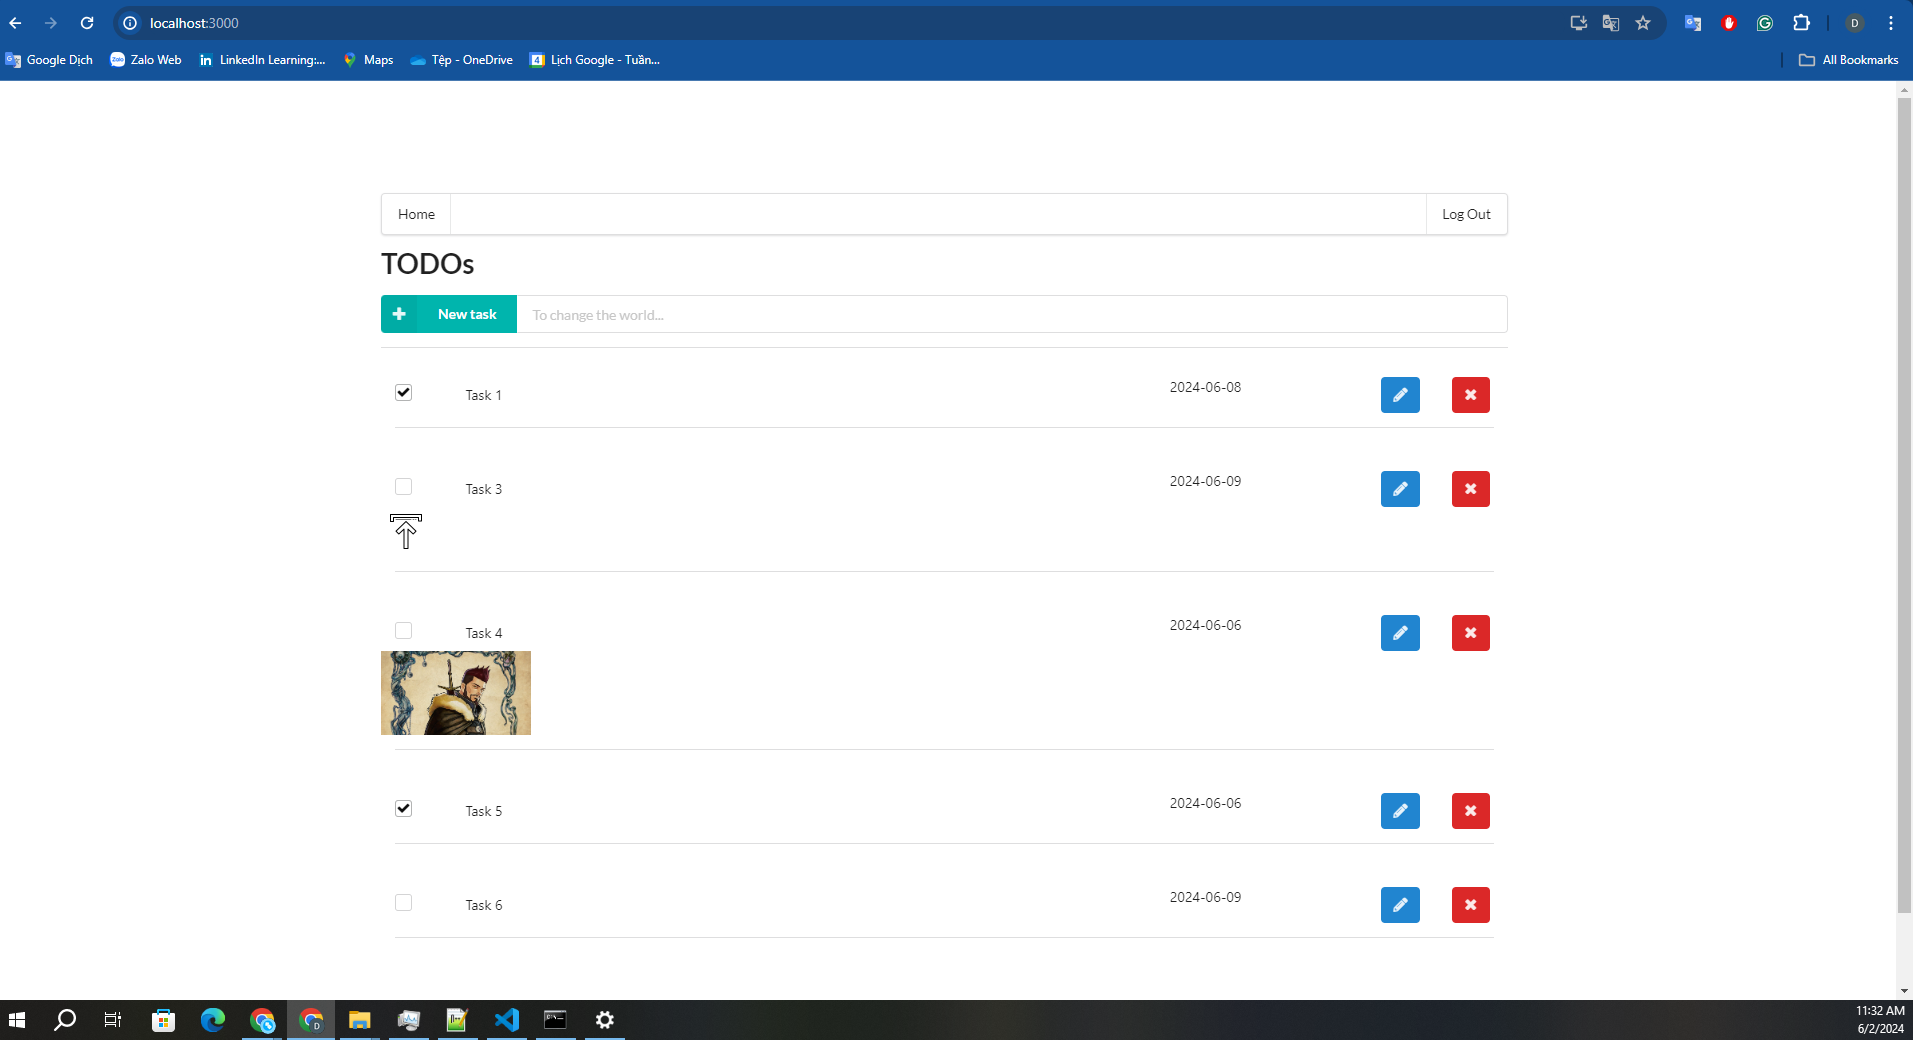 localhost:3000
D
Google Dịch
Zalo Web
LinkedIn Learning:...
Maps
Tệp - OneDrive
Lịch Google - Tuần...
All Bookmarks
Home
Log Out
TODOs
New task
To change the world...
Task 1
2024-06-08
Task 3
2024-06-09
Task 4
2024-06-06
Task 5
2024-06-06
Task 6
2024-06-09
11:32 AM
6/2/2024